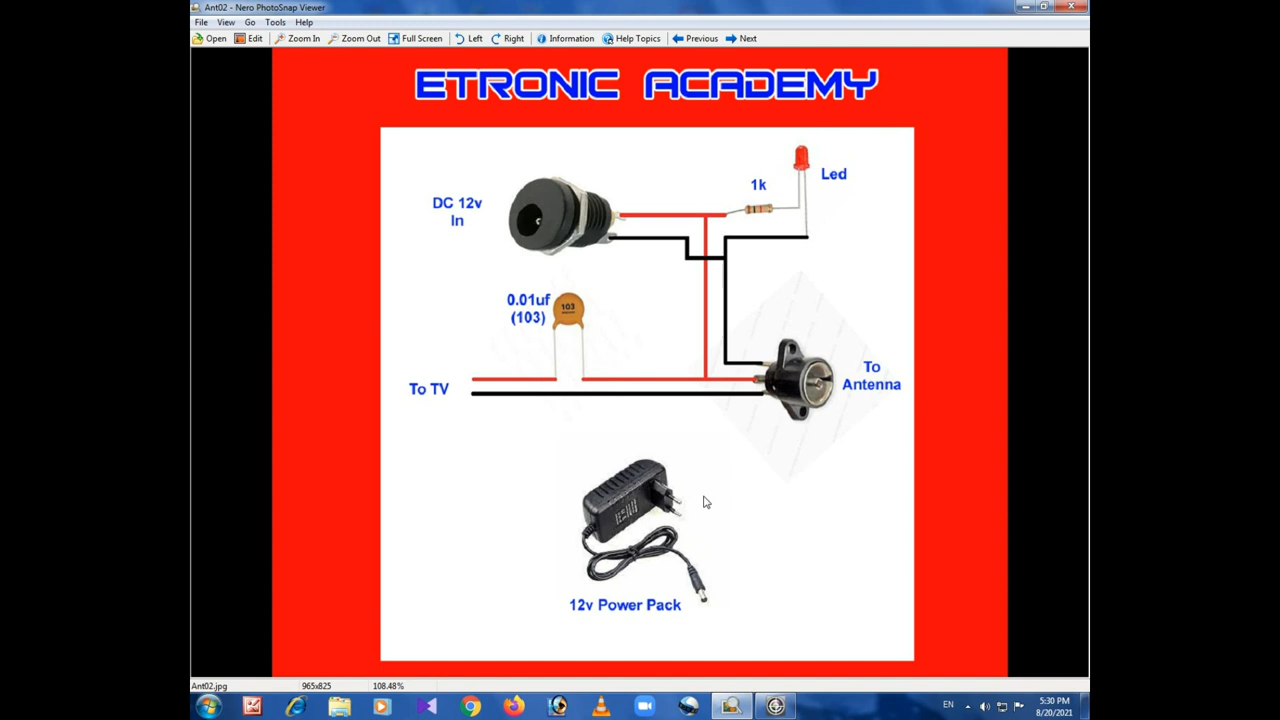 Ant02 - Nero PhotoSnap Viewer
File View Go Tools Help
Open Edit Zoom In Zoom Out Full Screen Left Right Information Help Topics Previous Next
ETRONIC ACADEMY
Led
1k
DC 12v
In
0.01uf
(103)
103
To TV
To
Antenna
12v Power Pack
Ant02.jpg 965x825 108.48%
EN
5:30 PM
8/20/2021